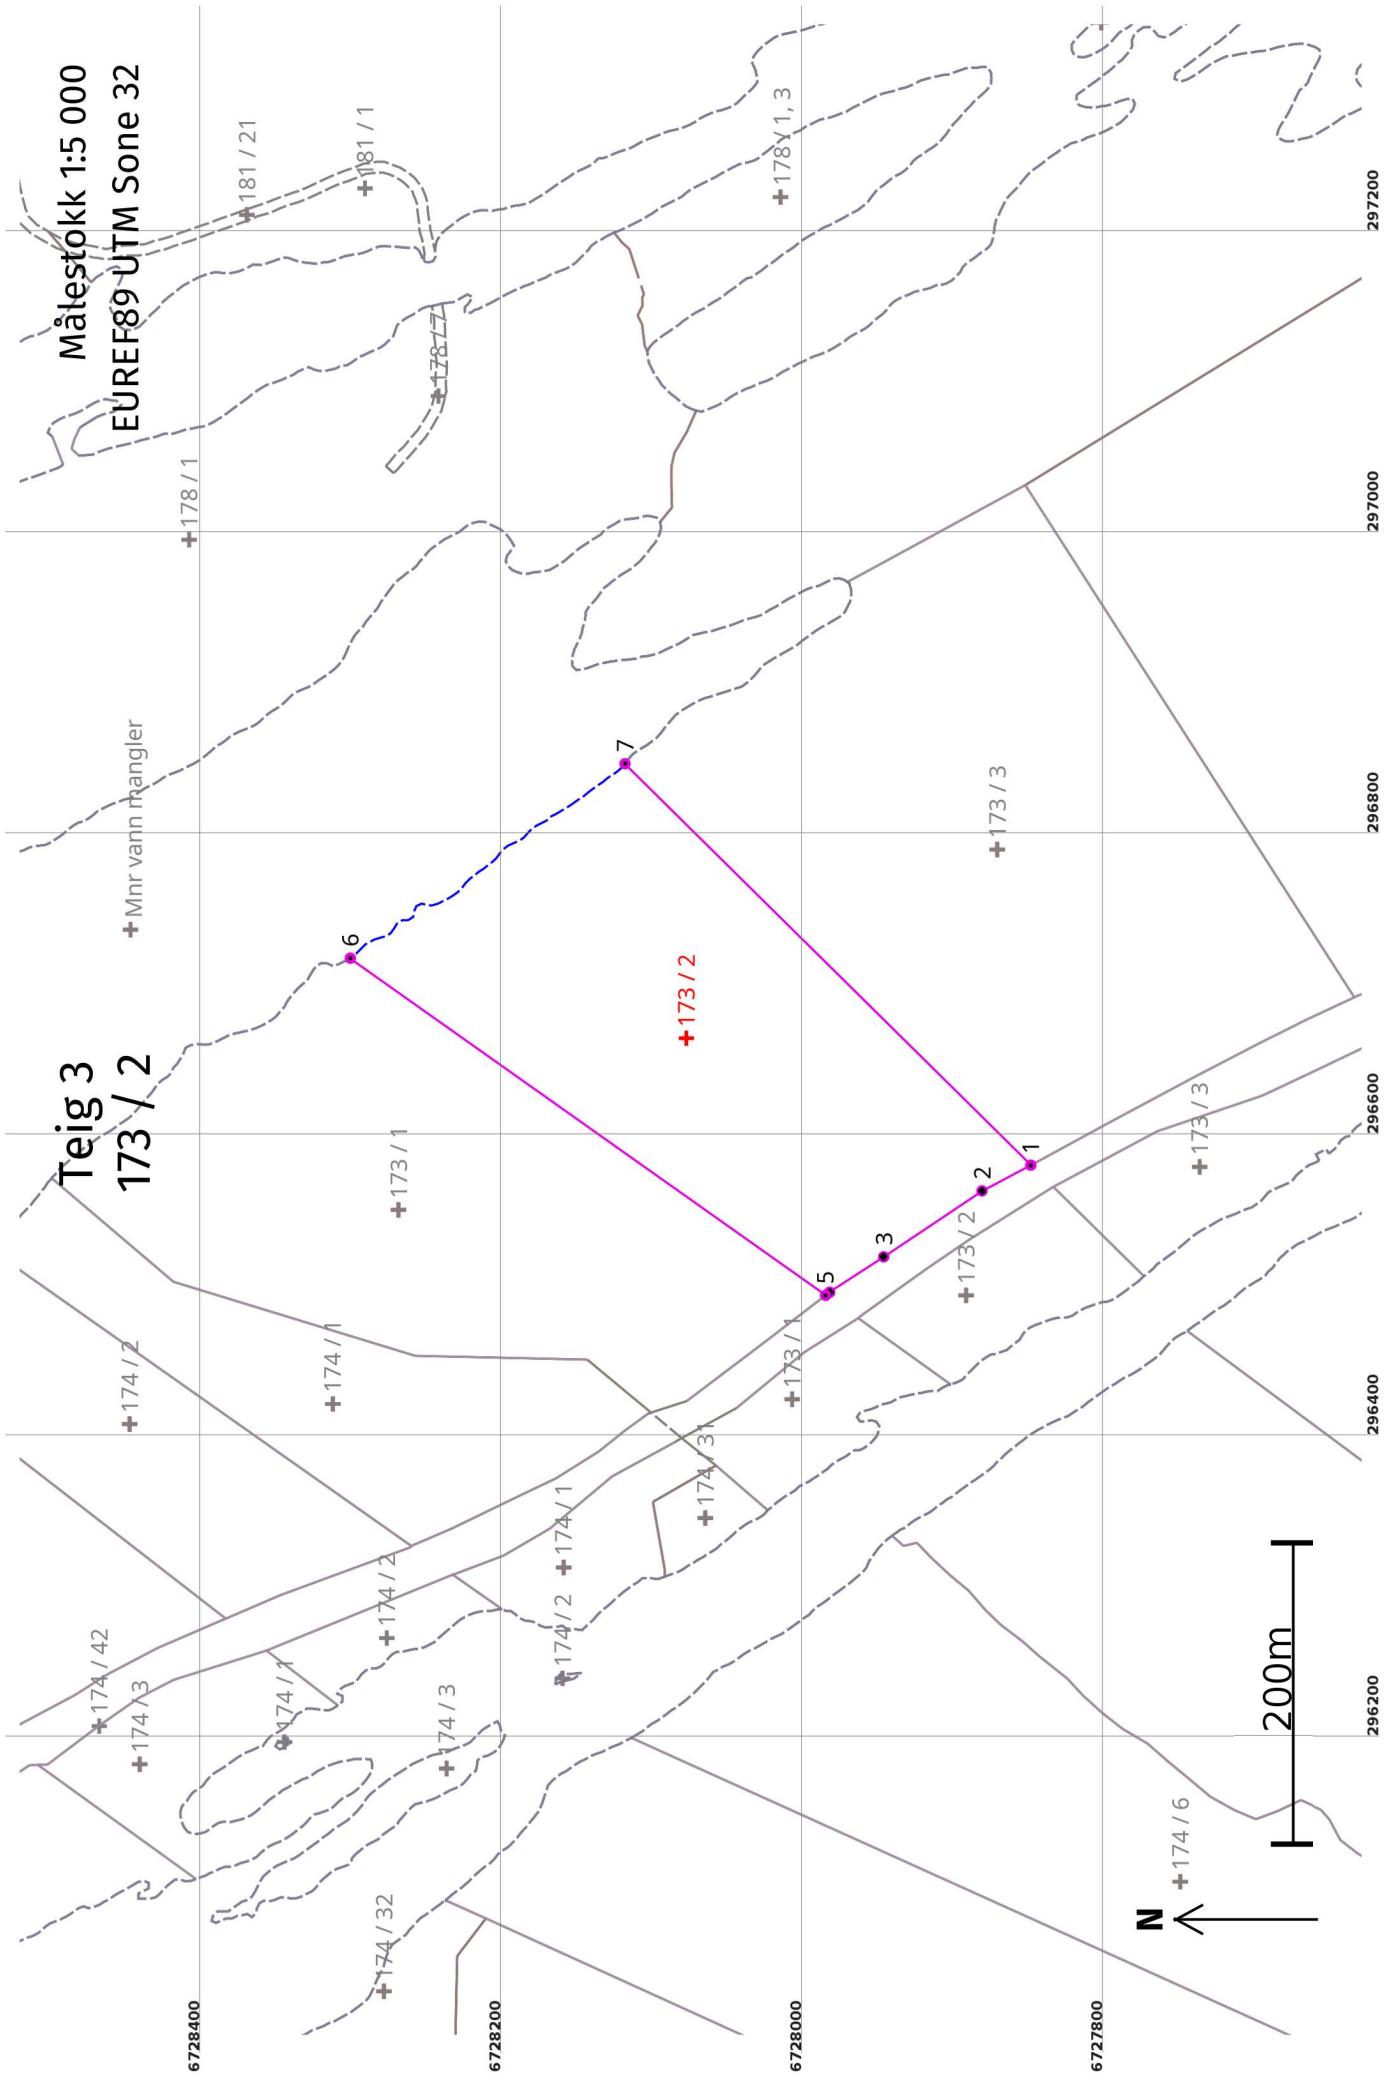 Teig 3
173 / 2
Målestokk 1:5 000
EUREF89 UTM Sone 32
6728400
6728200
6728000
6727800
296200
296400
296600
296800
297000
297200
174 / 42
174 / 3
174 / 1
174 / 2
174 / 3
174 / 32
174 / 2
174 / 1
174 / 31
174 / 2
174 / 1
173 / 1
173 / 1
173 / 2
173 / 3
173 / 2
173 / 3
Mnr vann mangler
178 / 1
178 / 7
181 / 21
181 / 1
178 / 1, 3
174 / 6
1
2
3
5
6
7
N
200m